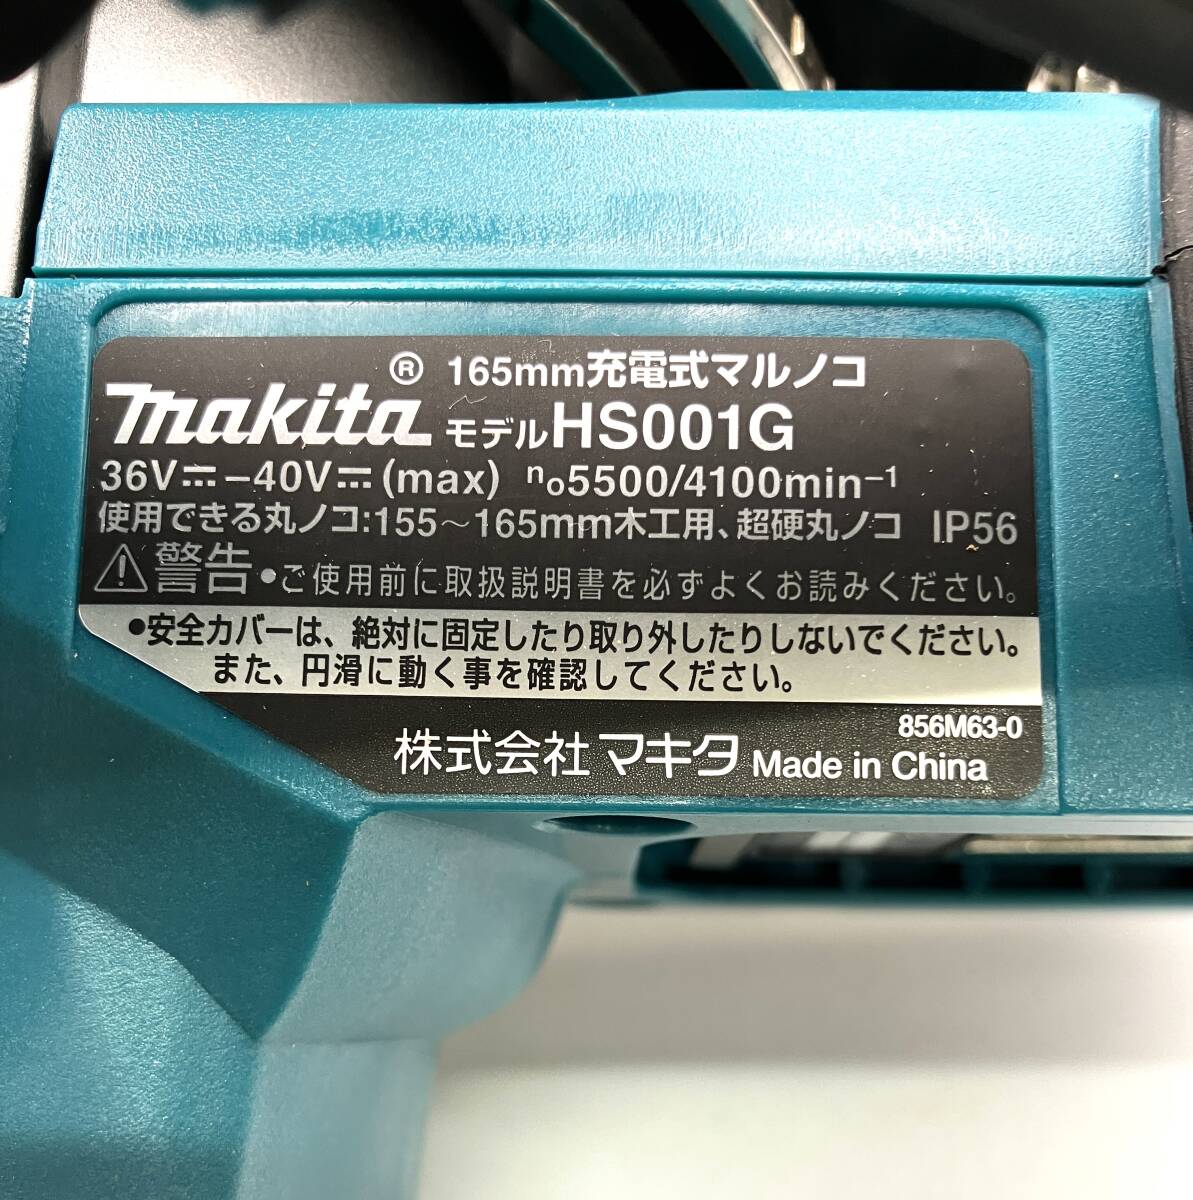 makita® 165mm充電式マルノコ
モデルHS001G
36V⎓–40V⎓(max) n₀5500/4100min⁻¹
使用できる丸ノコ:155~165mm木工用、超硬丸ノコ IP56
⚠警告 •ご使用前に取扱説明書を必ずよくお読みください。
•安全カバーは、絶対に固定したり取り外したりしないでください。
また、円滑に動く事を確認してください。
856M63-0
株式会社 マキタ Made in China